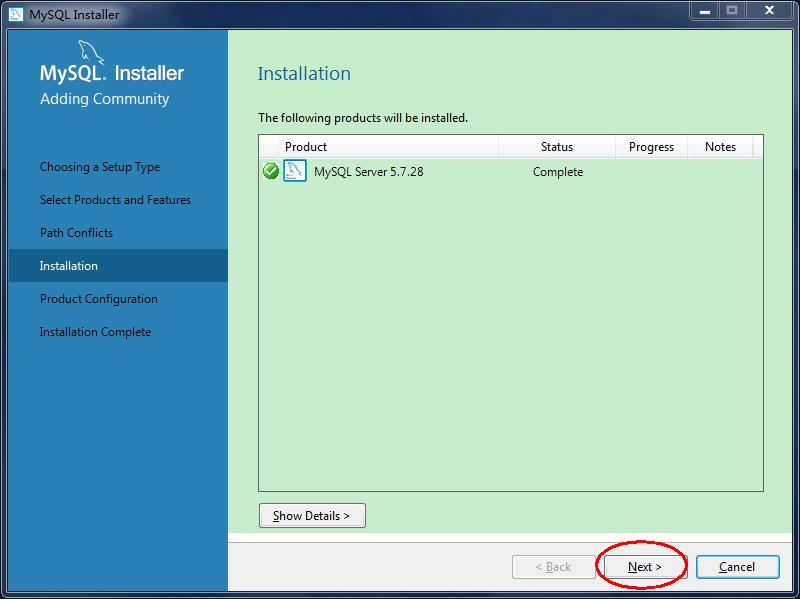 MySQL Installer
MySQL. Installer
Adding Community
Choosing a Setup Type
Select Products and Features
Path Conflicts
Installation
Product Configuration
Installation Complete
Installation
The following products will be installed.
Product Status Progress Notes
MySQL Server 5.7.28 Complete
Show Details >
< Back Next > Cancel